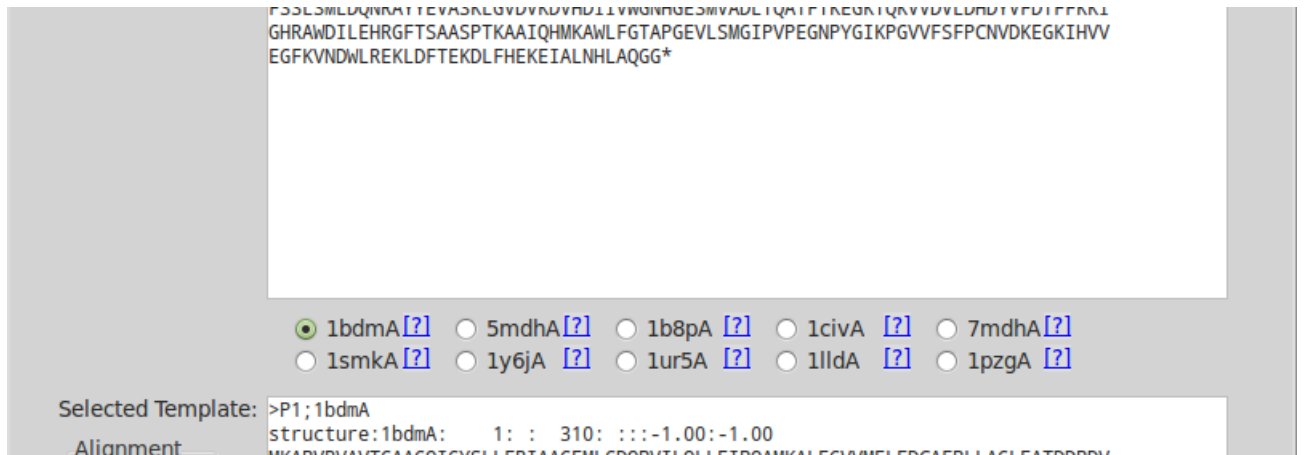 GHRAWDILEHRGFTSAASPTKAAIQHMKAWLFGTAPGEVLSMGIPVPEGNPYGIKPGVVFSFPCNVDKEGKIHVV
EGFKVNDWLREKLDFTEKDLFHEKEIALNHLAQGG*
1bdmA[?] 5mdhA[?] 1b8pA [?] 1civA [?] 7mdhA[?]
1smkA[?] 1y6jA [?] 1ur5A [?] 1lldA [?] 1pzgA [?]
Selected Template: >P1;1bdmA
structure:1bdmA: 1: : 310: :::-1.00:-1.00
Alignment